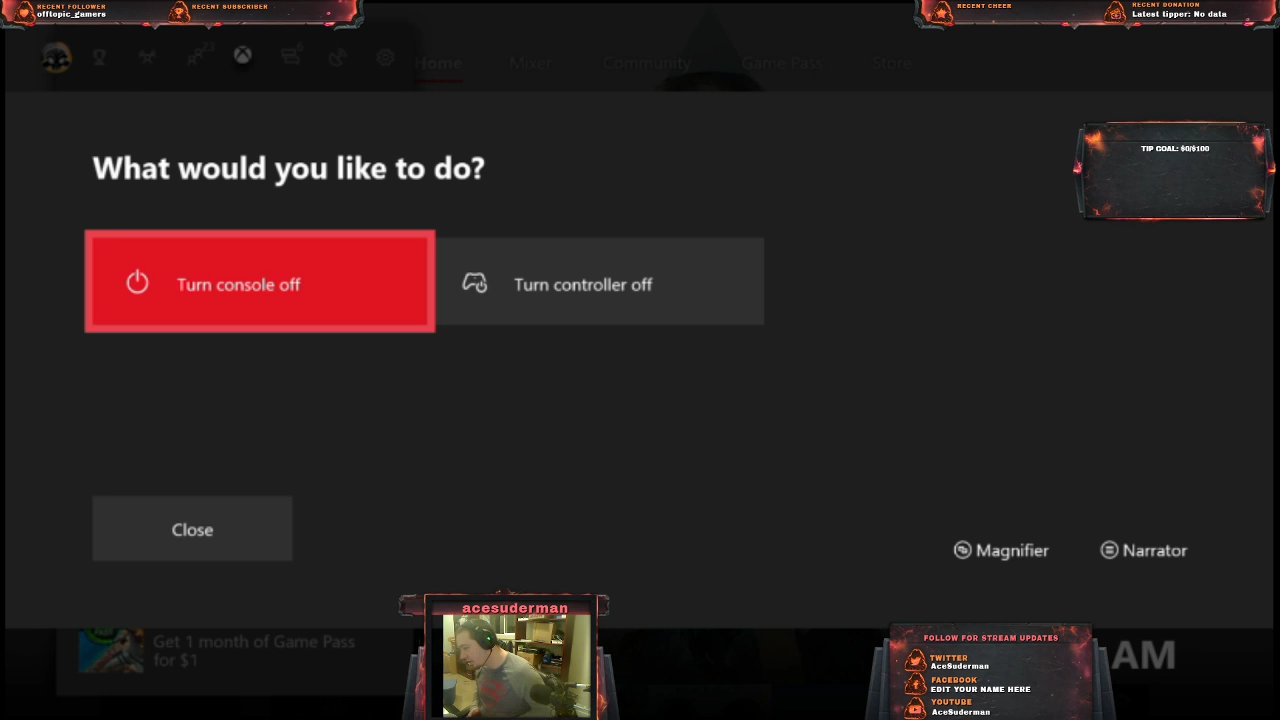 RECENT FOLLOWER
offtopic_gamers
RECENT SUBSCRIBER
RECENT CHEER
RECENT DONATION
Latest tipper: No data
23
Home
Mixer
Community
Game Pass
Store
What would you like to do?
TIP GOAL: $0/$100
Turn console off
Turn controller off
Close
Magnifier
Narrator
acesuderman
Get 1 month of Game Pass
for $1
FOLLOW FOR STREAM UPDATES
TWITTER
AceSuderman
FACEBOOK
EDIT YOUR NAME HERE
YOUTUBE
AceSuderman
AM